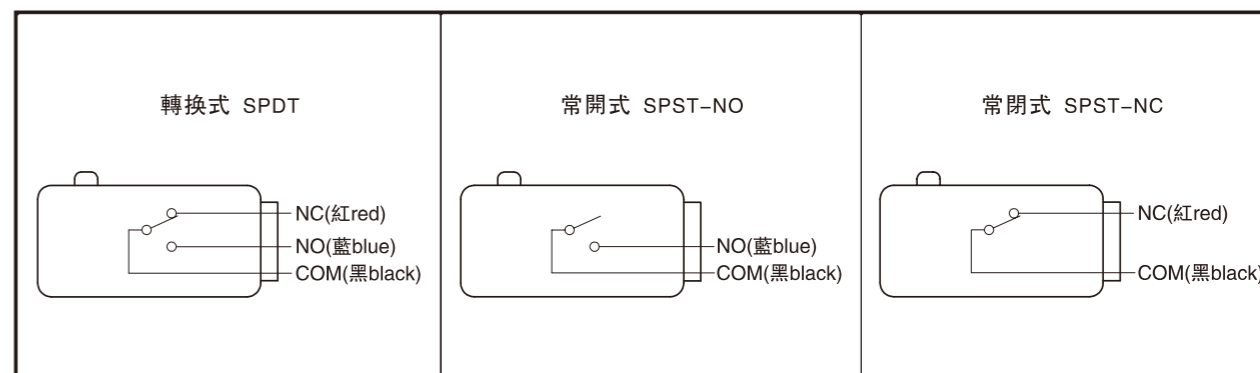 轉换式 SPDT
NC(紅red)
NO(藍blue)
COM(黑black)
常開式 SPST-NO
NO(藍blue)
COM(黑black)
常閉式 SPST-NC
NC(紅red)
COM(黑black)